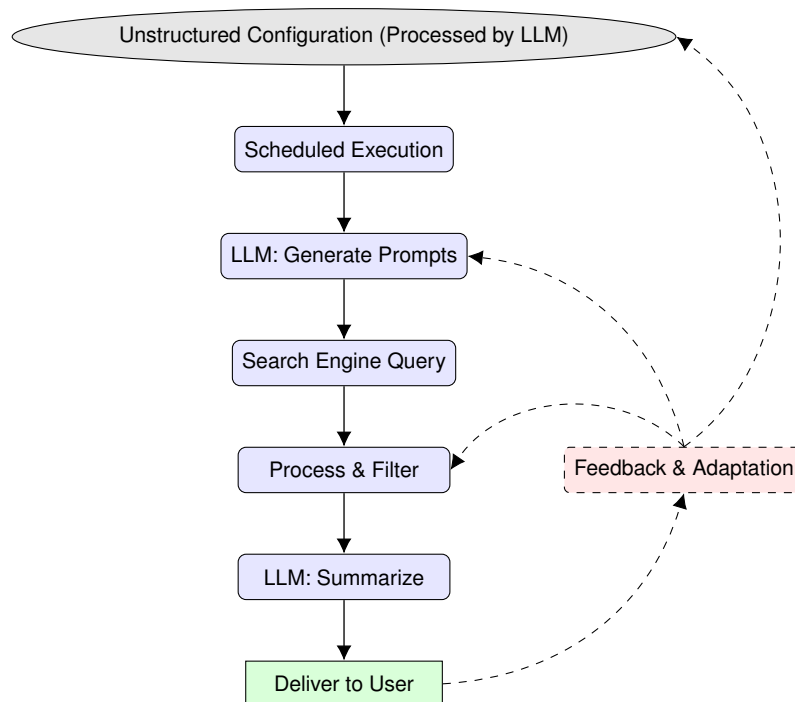 Unstructured Configuration (Processed by LLM)
Scheduled Execution
LLM: Generate Prompts
Search Engine Query
Process & Filter
Feedback & Adaptation
LLM: Summarize
Deliver to User